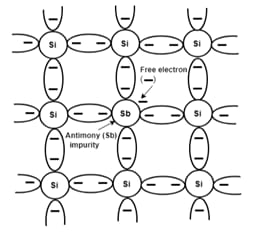 Si Si Si
Free electron
(−)
Si Sb Si
Antimony (Sb)
impurity
Si Si Si